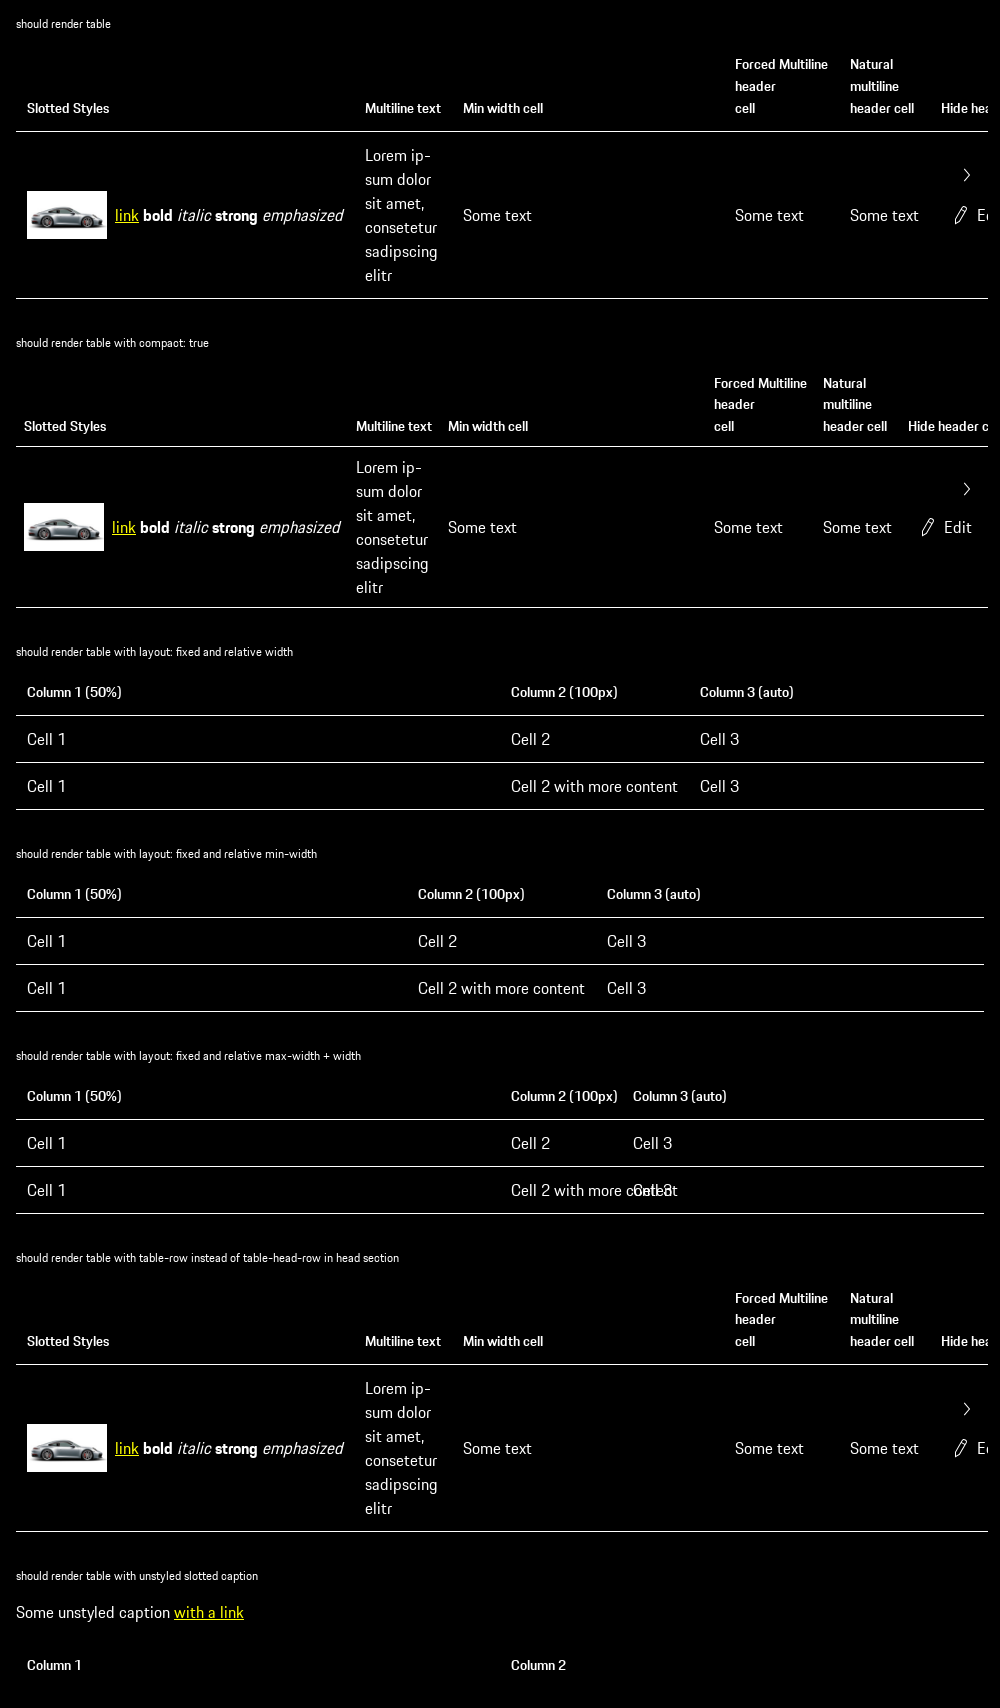 should render table
Forced Multiline Natural
header multiline
Slotted Styles Multiline text Min width cell cell header cell Hide hea
Lorem ip-
sum dolor
sit amet,
link bold italic strong emphasized consetetur Some text Some text Some text Ed
sadipscing
elitr
should render table with compact: true
Forced Multiline Natural
header multiline
Slotted Styles Multiline text Min width cell cell header cell Hide header c
Lorem ip-
sum dolor
sit amet,
link bold italic strong emphasized consetetur Some text Some text Some text Edit
sadipscing
elitr
should render table with layout: fixed and relative width
Column 1 (50%) Column 2 (100px) Column 3 (auto)
Cell 1 Cell 2 Cell 3
Cell 1 Cell 2 with more content Cell 3
should render table with layout: fixed and relative min-width
Column 1 (50%) Column 2 (100px) Column 3 (auto)
Cell 1 Cell 2 Cell 3
Cell 1 Cell 2 with more content Cell 3
should render table with layout: fixed and relative max-width + width
Column 1 (50%) Column 2 (100px) Column 3 (auto)
Cell 1 Cell 2 Cell 3
Cell 1 Cell 2 with more content Cell 3
should render table with table-row instead of table-head-row in head section
Forced Multiline Natural
header multiline
Slotted Styles Multiline text Min width cell cell header cell Hide hea
Lorem ip-
sum dolor
sit amet,
link bold italic strong emphasized consetetur Some text Some text Some text Ed
sadipscing
elitr
should render table with unstyled slotted caption
Some unstyled caption with a link
Column 1 Column 2